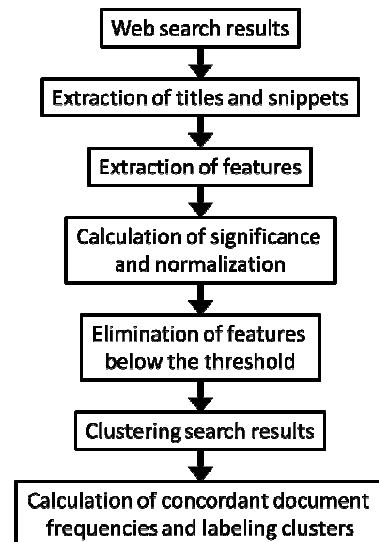 Web search results
Extraction of titles and snippets
Extraction of features
Calculation of significance
and normalization
Elimination of features
below the threshold
Clustering search results
Calculation of concordant document
frequencies and labeling clusters